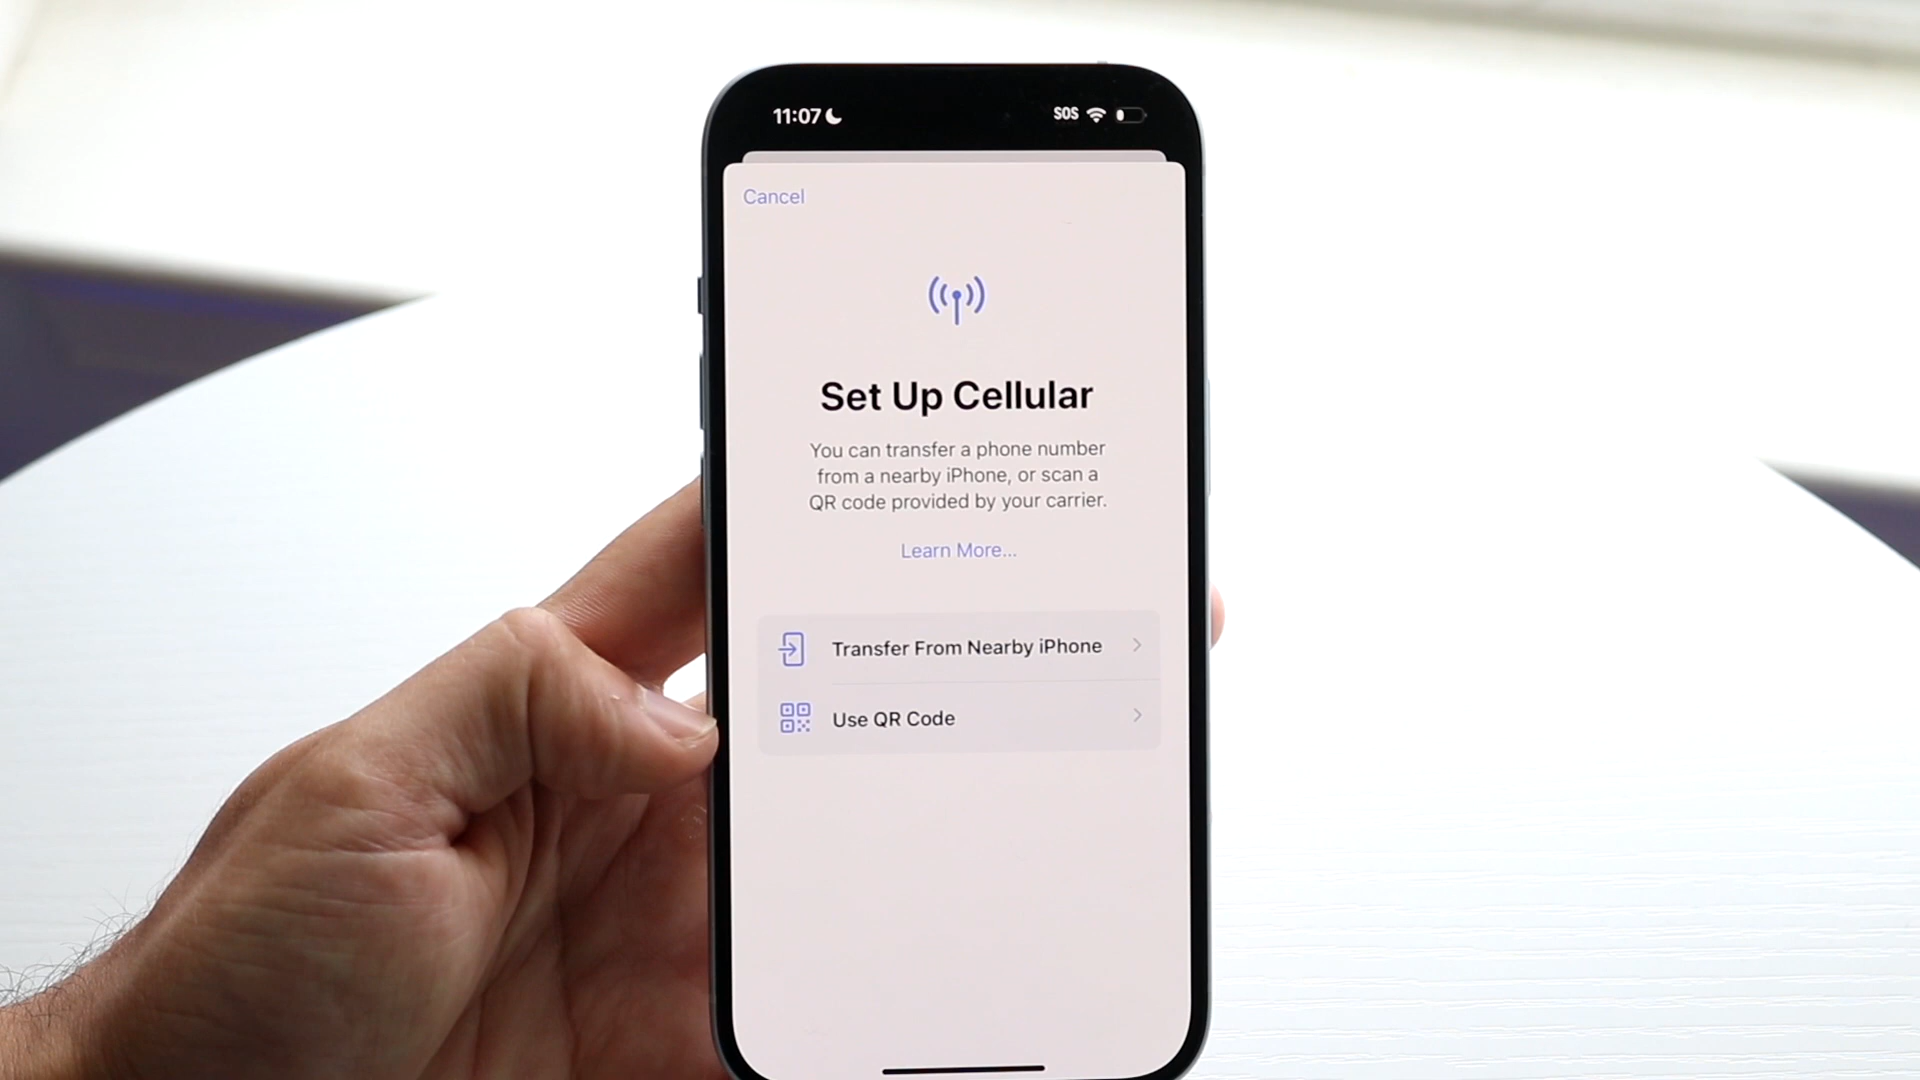 11:07
SOS
Cancel
Set Up Cellular
You can transfer a phone number
from a nearby iPhone, or scan a
QR code provided by your carrier.
Learn More...
Transfer From Nearby iPhone
Use QR Code